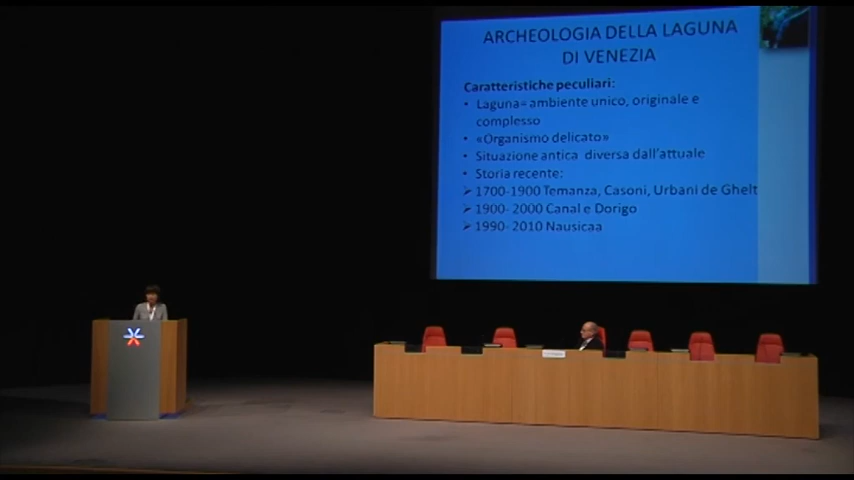 ARCHEOLOGIA DELLA LAGUNA
DI VENEZIA
Caratteristiche peculiari:
• Laguna= ambiente unico, originale e
complesso
• «Organismo delicato»
• Situazione antica diversa dall'attuale
• Storia recente:
➢ 1700-1900 Temanza, Casoni, Urbani de Ghelt
➢ 1900- 2000 Canal e Dorigo
➢ 1990- 2010 Nausicaa